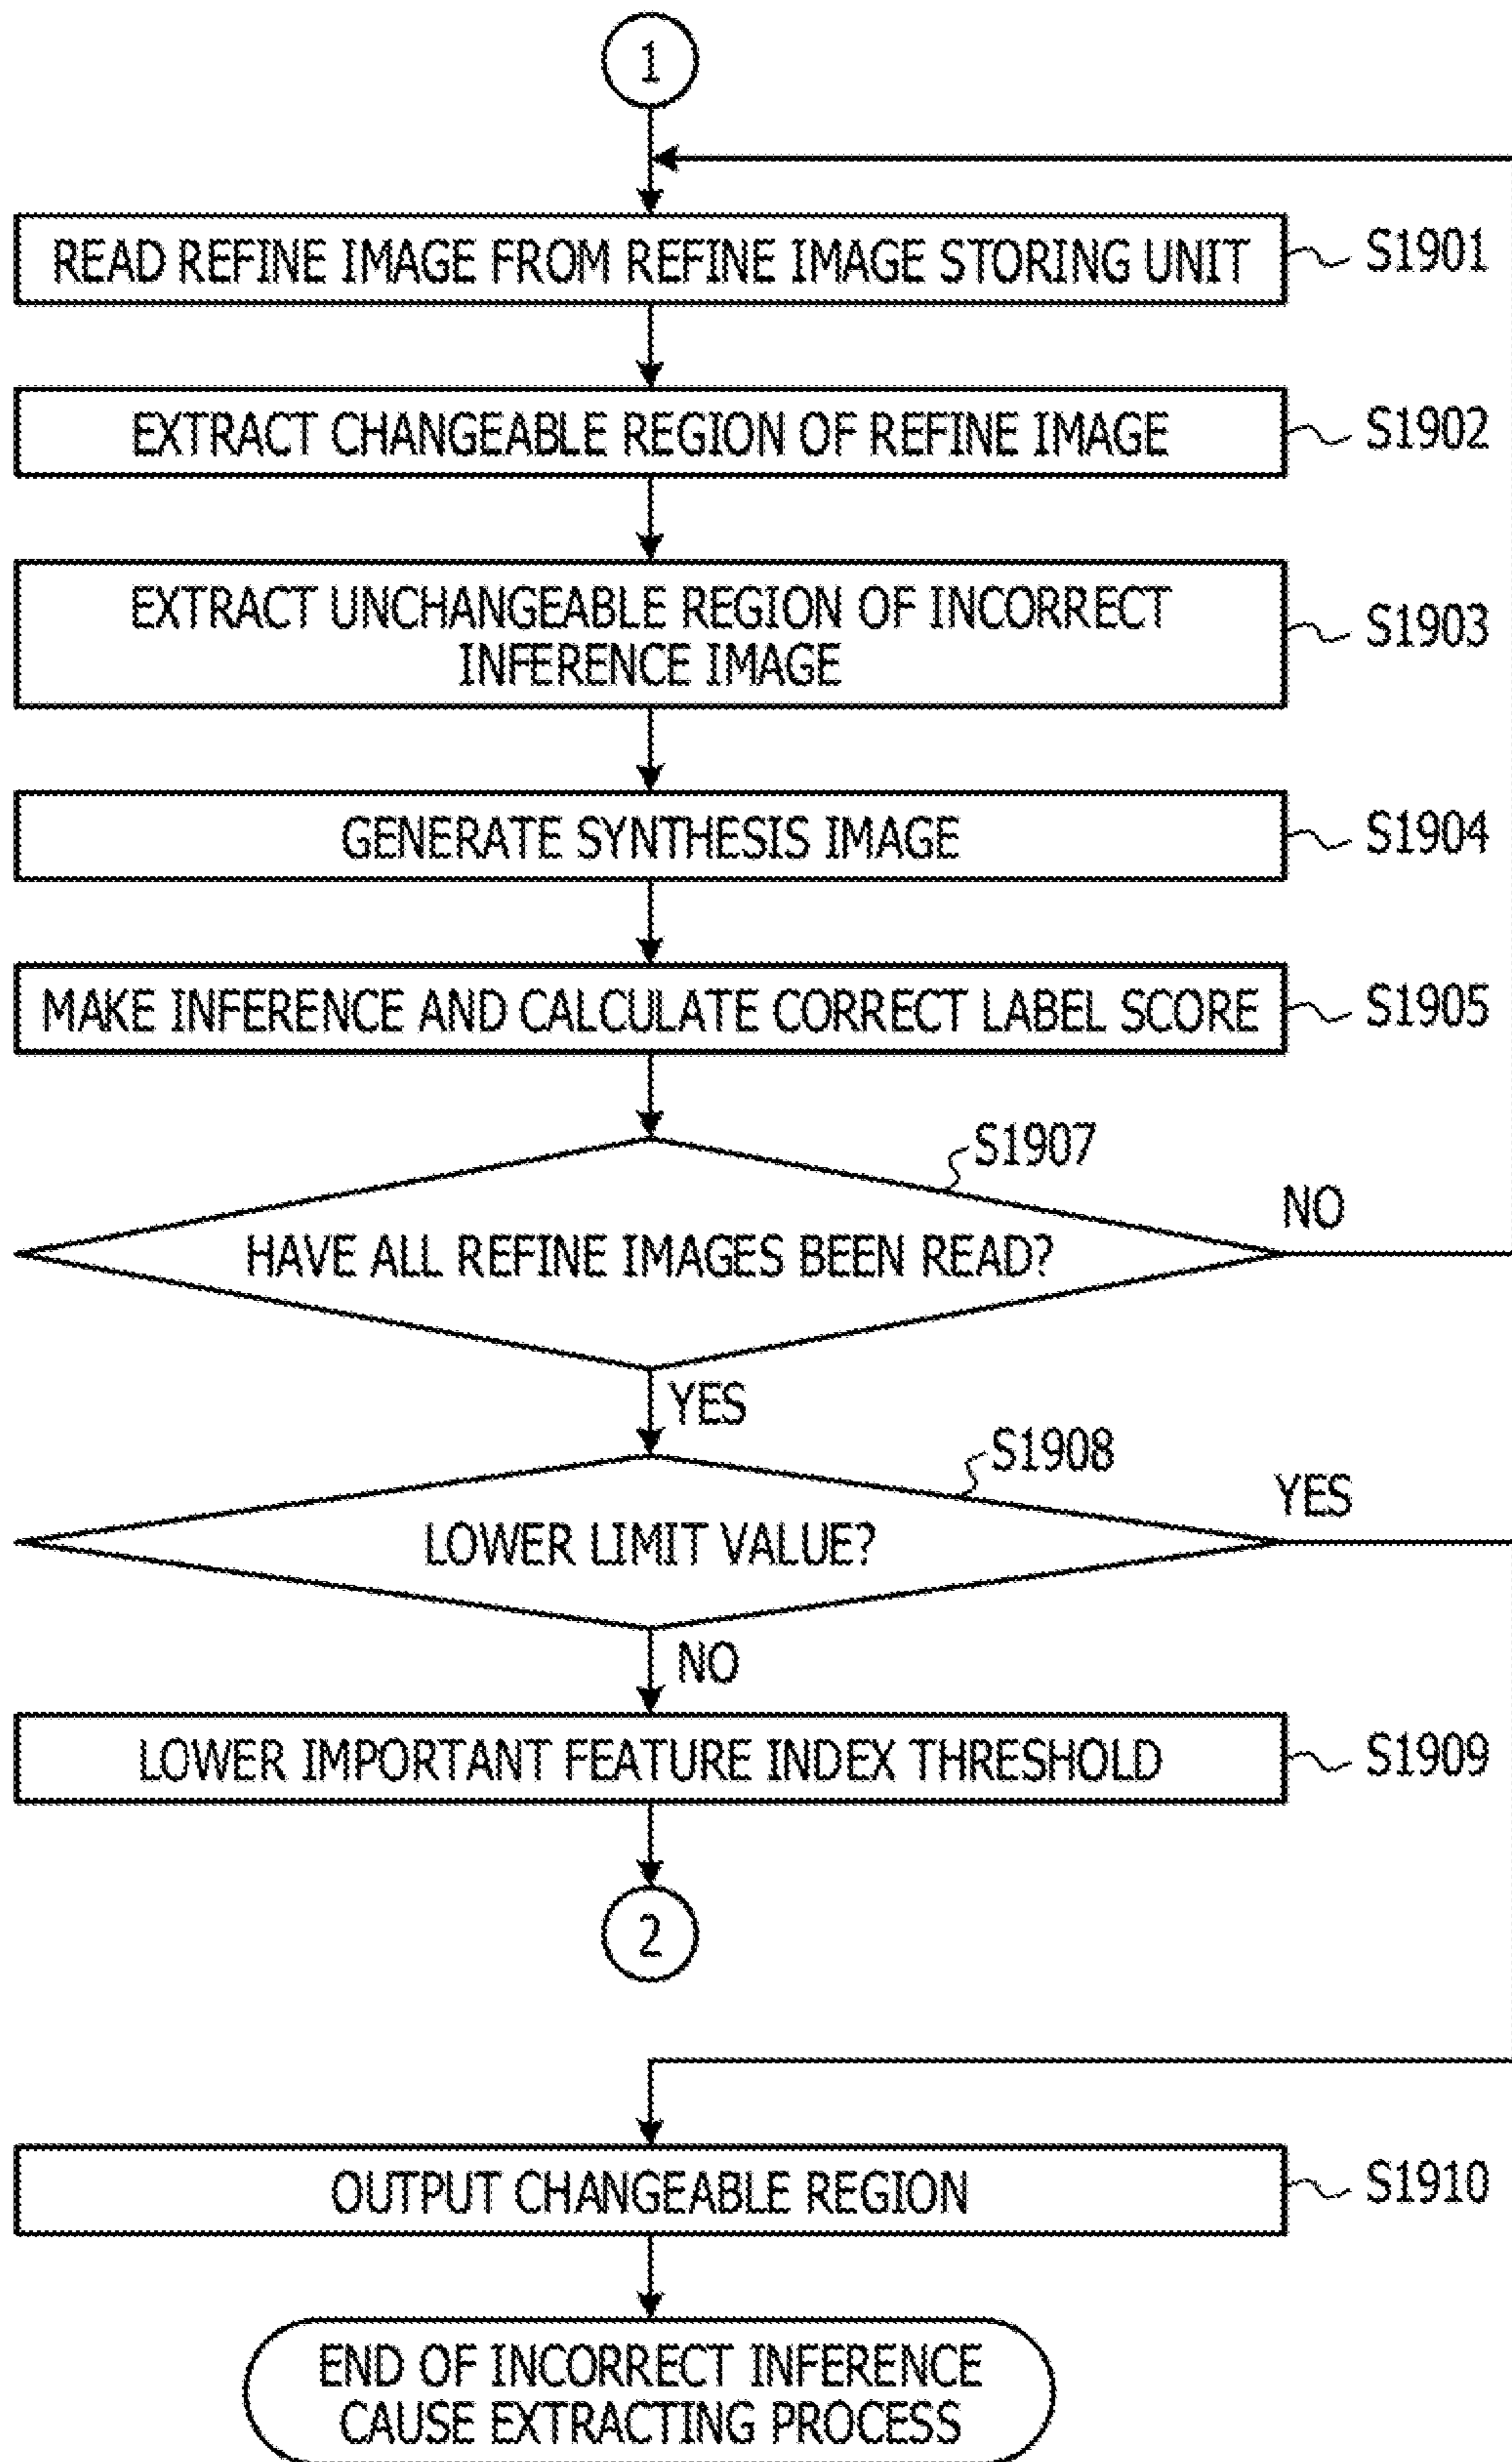 1
READ REFINE IMAGE FROM REFINE IMAGE STORING UNIT
S1901
EXTRACT CHANGEABLE REGION OF REFINE IMAGE
S1902
EXTRACT UNCHANGEABLE REGION OF INCORRECT
INFERENCE IMAGE
S1903
GENERATE SYNTHESIS IMAGE
S1904
MAKE INFERENCE AND CALCULATE CORRECT LABEL SCORE
S1905
S1907
HAVE ALL REFINE IMAGES BEEN READ?
NO
YES
S1908
LOWER LIMIT VALUE?
YES
NO
LOWER IMPORTANT FEATURE INDEX THRESHOLD
S1909
2
OUTPUT CHANGEABLE REGION
S1910
END OF INCORRECT INFERENCE
CAUSE EXTRACTING PROCESS